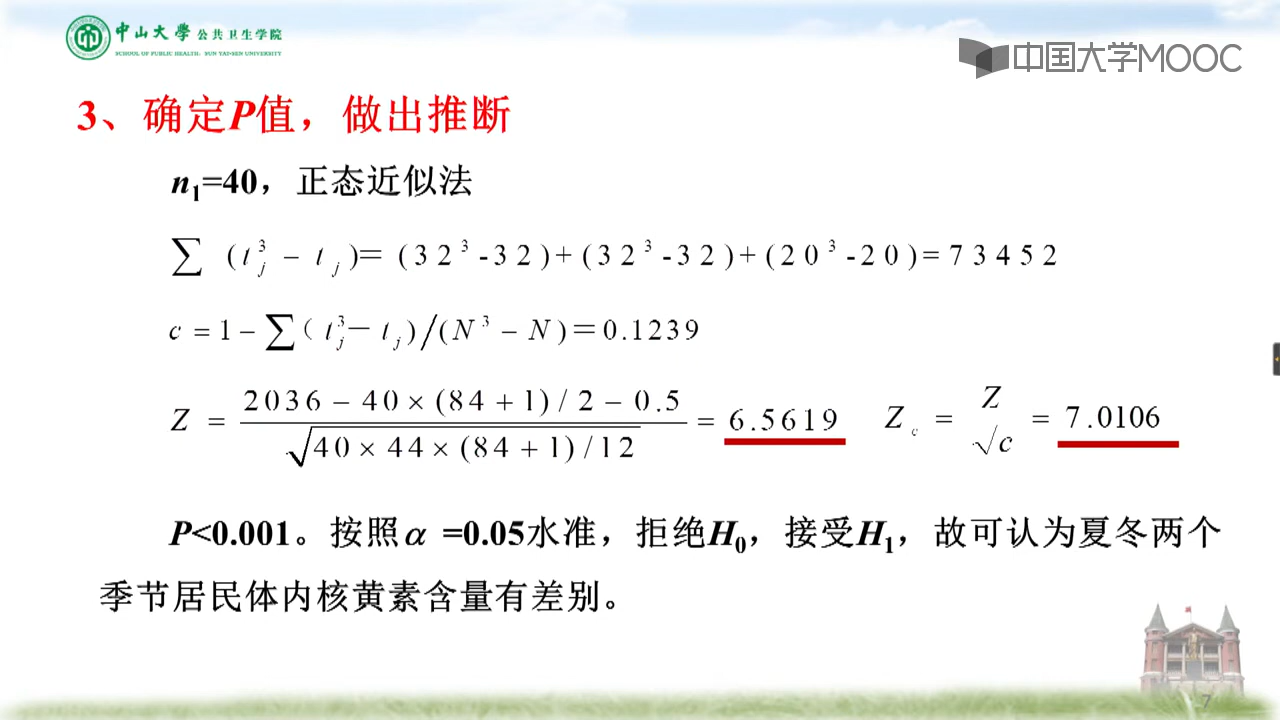 中山大学公共卫生学院
SCHOOL OF PUBLIC HEALTH, SUN YAT-SEN UNIVERSITY
中国大学MOOC
3、确定P值，做出推断
n₁=40，正态近似法
∑ (t_j³ − t_j)= (32³-32)+(32³-32)+(20³-20)=73452
c = 1 − ∑（t_j³ − t_j)/(N³ − N)=0.1239
Z = (2036 − 40 × (84 + 1) / 2 − 0.5) / √(40 × 44 × (84 + 1) / 12) = 6.5619 Z_c = Z / √c = 7.0106
P<0.001。按照α =0.05水准，拒绝H₀，接受H₁，故可认为夏冬两个
季节居民体内核黄素含量有差别。
7